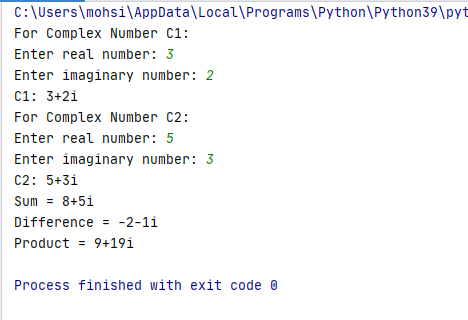 C:\Users\mohsi\AppData\Local\Programs\Python\Python39\pyt
For Complex Number C1:
Enter real number: 3
Enter imaginary number: 2
C1: 3+2i
For Complex Number C2:
Enter real number: 5
Enter imaginary number: 3
C2: 5+3i
Sum = 8+5i
Difference = -2-1i
Product = 9+19i
Process finished with exit code 0